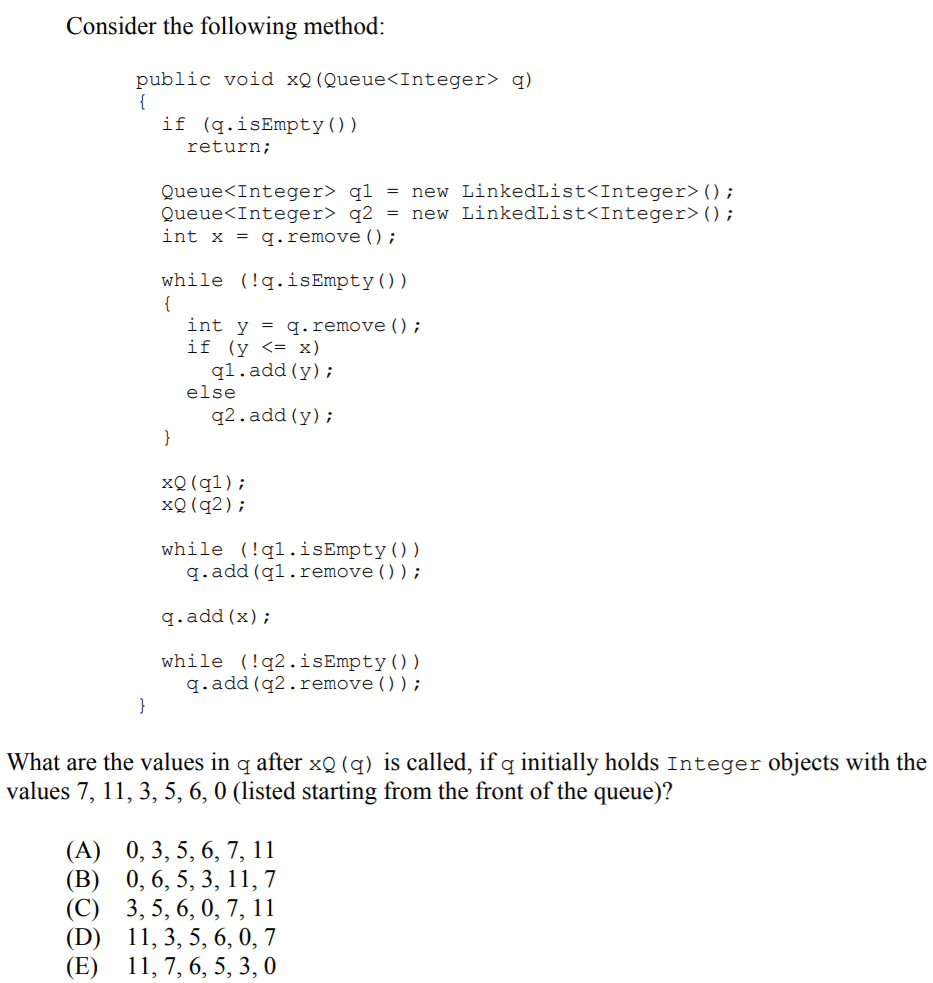 Consider the following method:
public void xQ(Queue<Integer> q)
{
if (q.isEmpty())
return;
Queue<Integer> q1 = new LinkedList<Integer>();
Queue<Integer> q2 = new LinkedList<Integer>();
int x = q.remove();
while (!q.isEmpty())
{
int y = q.remove();
if (y <= x)
q1.add(y);
else
q2.add(y);
}
xQ(q1);
xQ(q2);
while (!q1.isEmpty())
q.add(q1.remove());
q.add(x);
while (!q2.isEmpty())
q.add(q2.remove());
}
What are the values in q after xQ(q) is called, if q initially holds Integer objects with the
values 7, 11, 3, 5, 6, 0 (listed starting from the front of the queue)?
(A) 0, 3, 5, 6, 7, 11
(B) 0, 6, 5, 3, 11, 7
(C) 3, 5, 6, 0, 7, 11
(D) 11, 3, 5, 6, 0, 7
(E) 11, 7, 6, 5, 3, 0